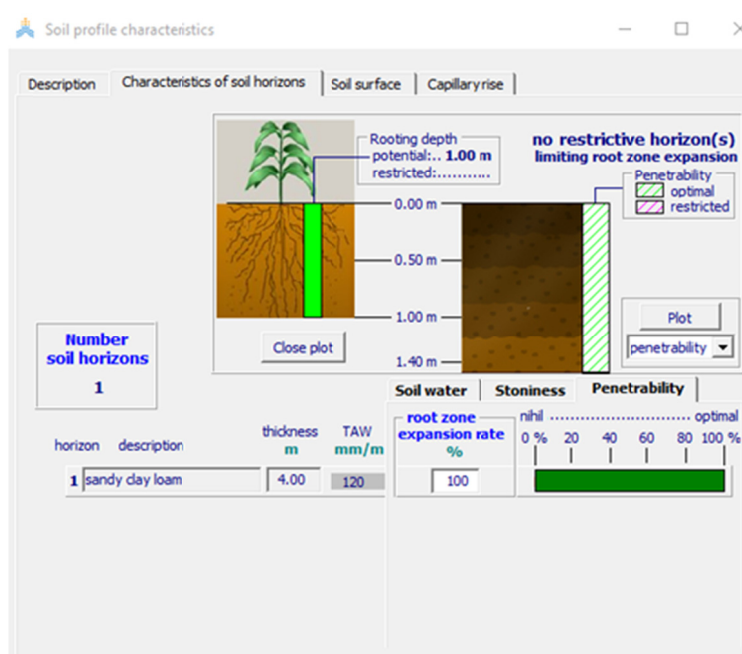 Soil profile characteristics
Description
Characteristics of soil horizons
Soil surface
Capillary rise
Rooting depth
potential:.. 1.00 m
restricted:...........
no restrictive horizon(s)
limiting root zone expansion
Penetrability
optimal
restricted
0.00 m
0.50 m
1.00 m
1.40 m
Close plot
Plot
penetrability
Number
soil horizons
1
Soil water
Stoniness
Penetrability
horizon description
thickness
m
TAW
mm/m
root zone
expansion rate
%
nihil ........................... optimal
0 % 20 40 60 80 100 %
1 sandy clay loam 4.00 120 100